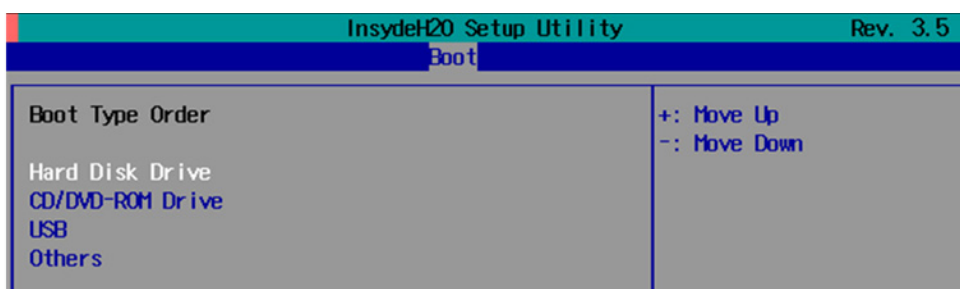 InsydeH2O Setup Utility Rev. 3.5
Boot
Boot Type Order
+: Move Up
-: Move Down
Hard Disk Drive
CD/DVD-ROM Drive
USB
Others